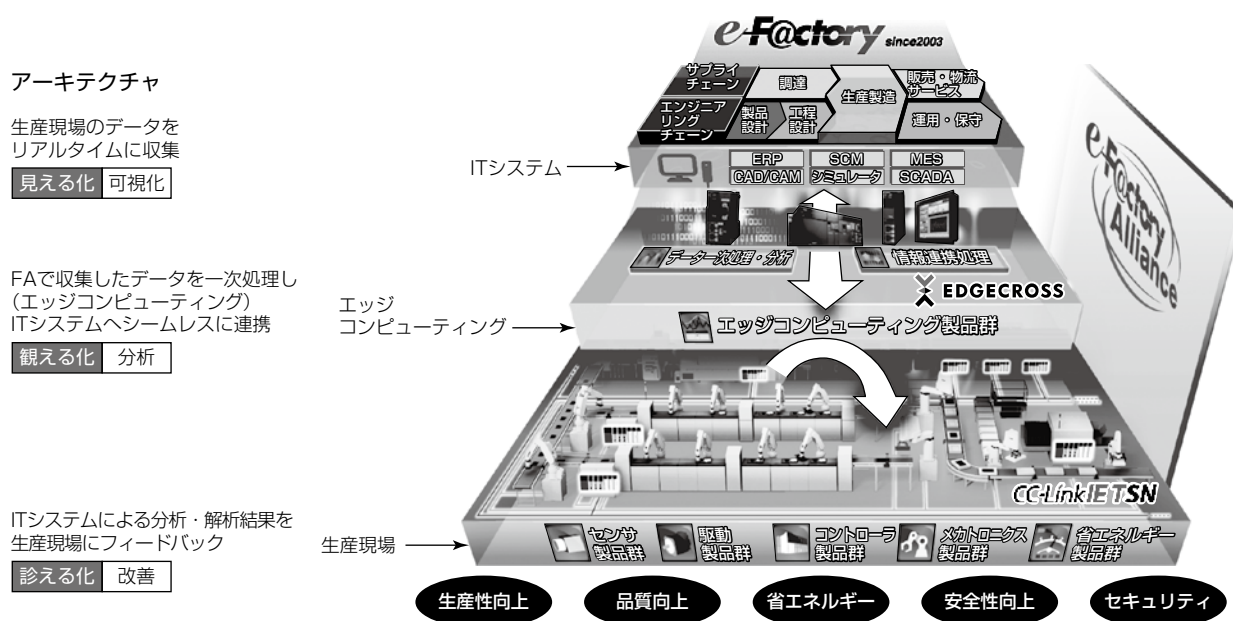 e-F@ctory since2003
アーキテクチャ
生産現場のデータを
リアルタイムに収集
見える化 可視化
FAで収集したデータを一次処理し
（エッジコンピューティング）
ITシステムへシームレスに連携
観える化 分析
ITシステムによる分析・解析結果を
生産現場にフィードバック
診える化 改善
サプライ
チェーン
調達
生産製造
販売・物流
サービス
エンジニア
リング
チェーン
製品
設計
工程
設計
運用・保守
ITシステム
ERP SCM MES
CAD/CAM シミュレータ SCADA
データ一次処理・分析
情報連携処理
EDGECROSS
エッジ
コンピューティング
エッジコンピューティング製品群
e-F@ctory
Alliance
CC-Link IE TSN
生産現場
センサ
製品群
駆動
製品群
コントローラ
製品群
メカトロニクス
製品群
省エネルギー
製品群
生産性向上 品質向上 省エネルギー 安全性向上 セキュリティ